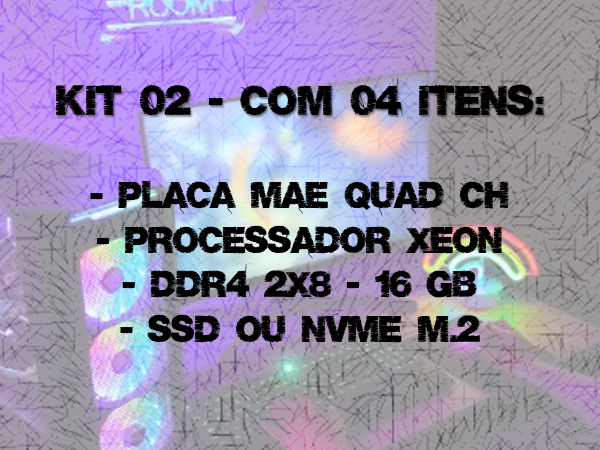 ROOM
KIT 02 - COM 04 ITENS:
- PLACA MAE QUAD CH
- PROCESSADOR XEON
- DDR4 2X8 - 16 GB
- SSD OU NVME M.2